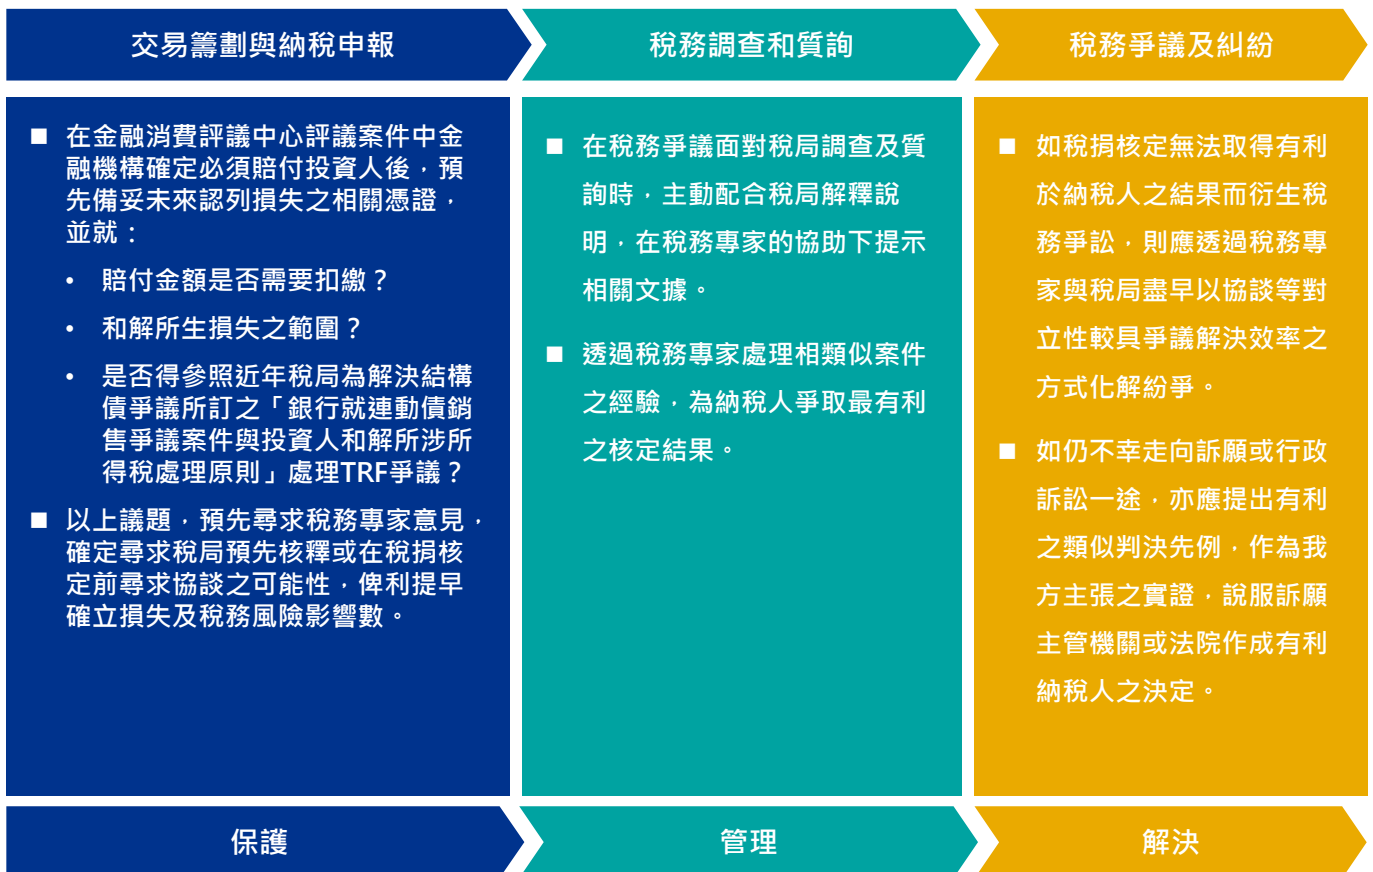 交易籌劃與納稅申報
稅務調查和質詢
稅務爭議及糾紛
■ 在金融消費評議中心評議案件中金
融機構確定必須賠付投資人後，預
先備妥未來認列損失之相關憑證，
並就：
• 賠付金額是否需要扣繳？
• 和解所生損失之範圍？
• 是否得參照近年稅局為解決結構
債爭議所訂之「銀行就連動債銷
售爭議案件與投資人和解所涉所
得稅處理原則」處理TRF爭議？
■ 以上議題，預先尋求稅務專家意見，
確定尋求稅局預先核釋或在稅捐核
定前尋求協談之可能性，俾利提早
確立損失及稅務風險影響數。
■ 在稅務爭議面對稅局調查及質
詢時，主動配合稅局解釋說
明，在稅務專家的協助下提示
相關文據。
■ 透過稅務專家處理相類似案件
之經驗，為納稅人爭取最有利
之核定結果。
■ 如稅捐核定無法取得有利
於納稅人之結果而衍生稅
務爭訟，則應透過稅務專
家與稅局盡早以協談等對
立性較具爭議解決效率之
方式化解紛爭。
■ 如仍不幸走向訴願或行政
訴訟一途，亦應提出有利
之類似判決先例，作為我
方主張之實證，說服訴願
主管機關或法院作成有利
納稅人之決定。
保護
管理
解決